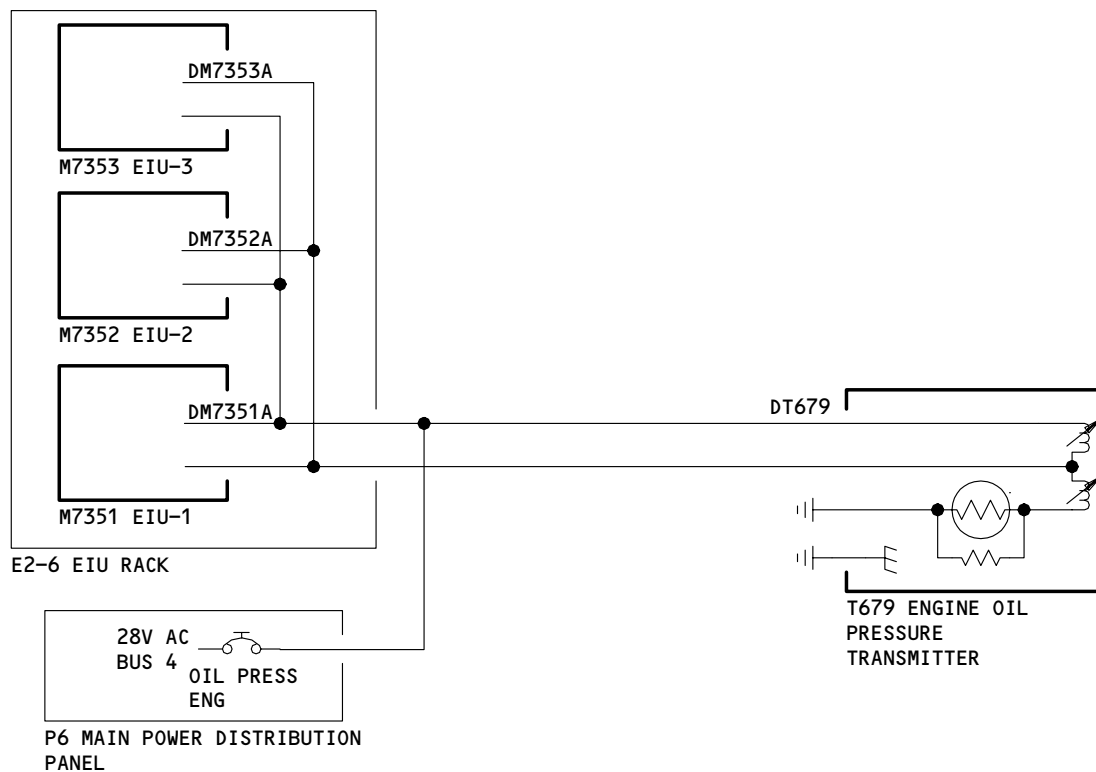 DM7353A
M7353 EIU-3
DM7352A
M7352 EIU-2
DM7351A
M7351 EIU-1
E2-6 EIU RACK
DT679
T679 ENGINE OIL
PRESSURE
TRANSMITTER
28V AC
BUS 4
OIL PRESS
ENG
P6 MAIN POWER DISTRIBUTION
PANEL